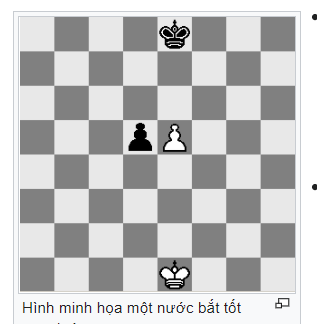 Hình minh họa một nước bắt tốt